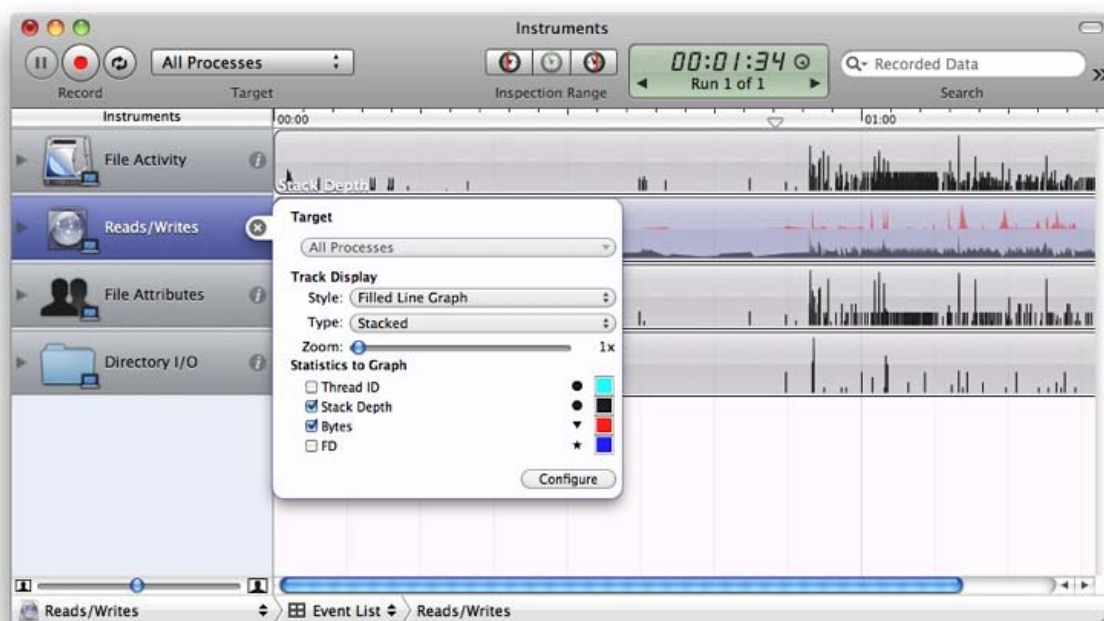 Instruments
All Processes
00:01:34
Run 1 of 1
Recorded Data
Record
Target
Inspection Range
Search
Instruments
00:00
01:00
File Activity
Stack Depth
Reads/Writes
File Attributes
Directory I/O
Target
All Processes
Track Display
Style: Filled Line Graph
Type: Stacked
Zoom: 1x
Statistics to Graph
Thread ID
Stack Depth
Bytes
FD
Configure
Reads/Writes
Event List
Reads/Writes